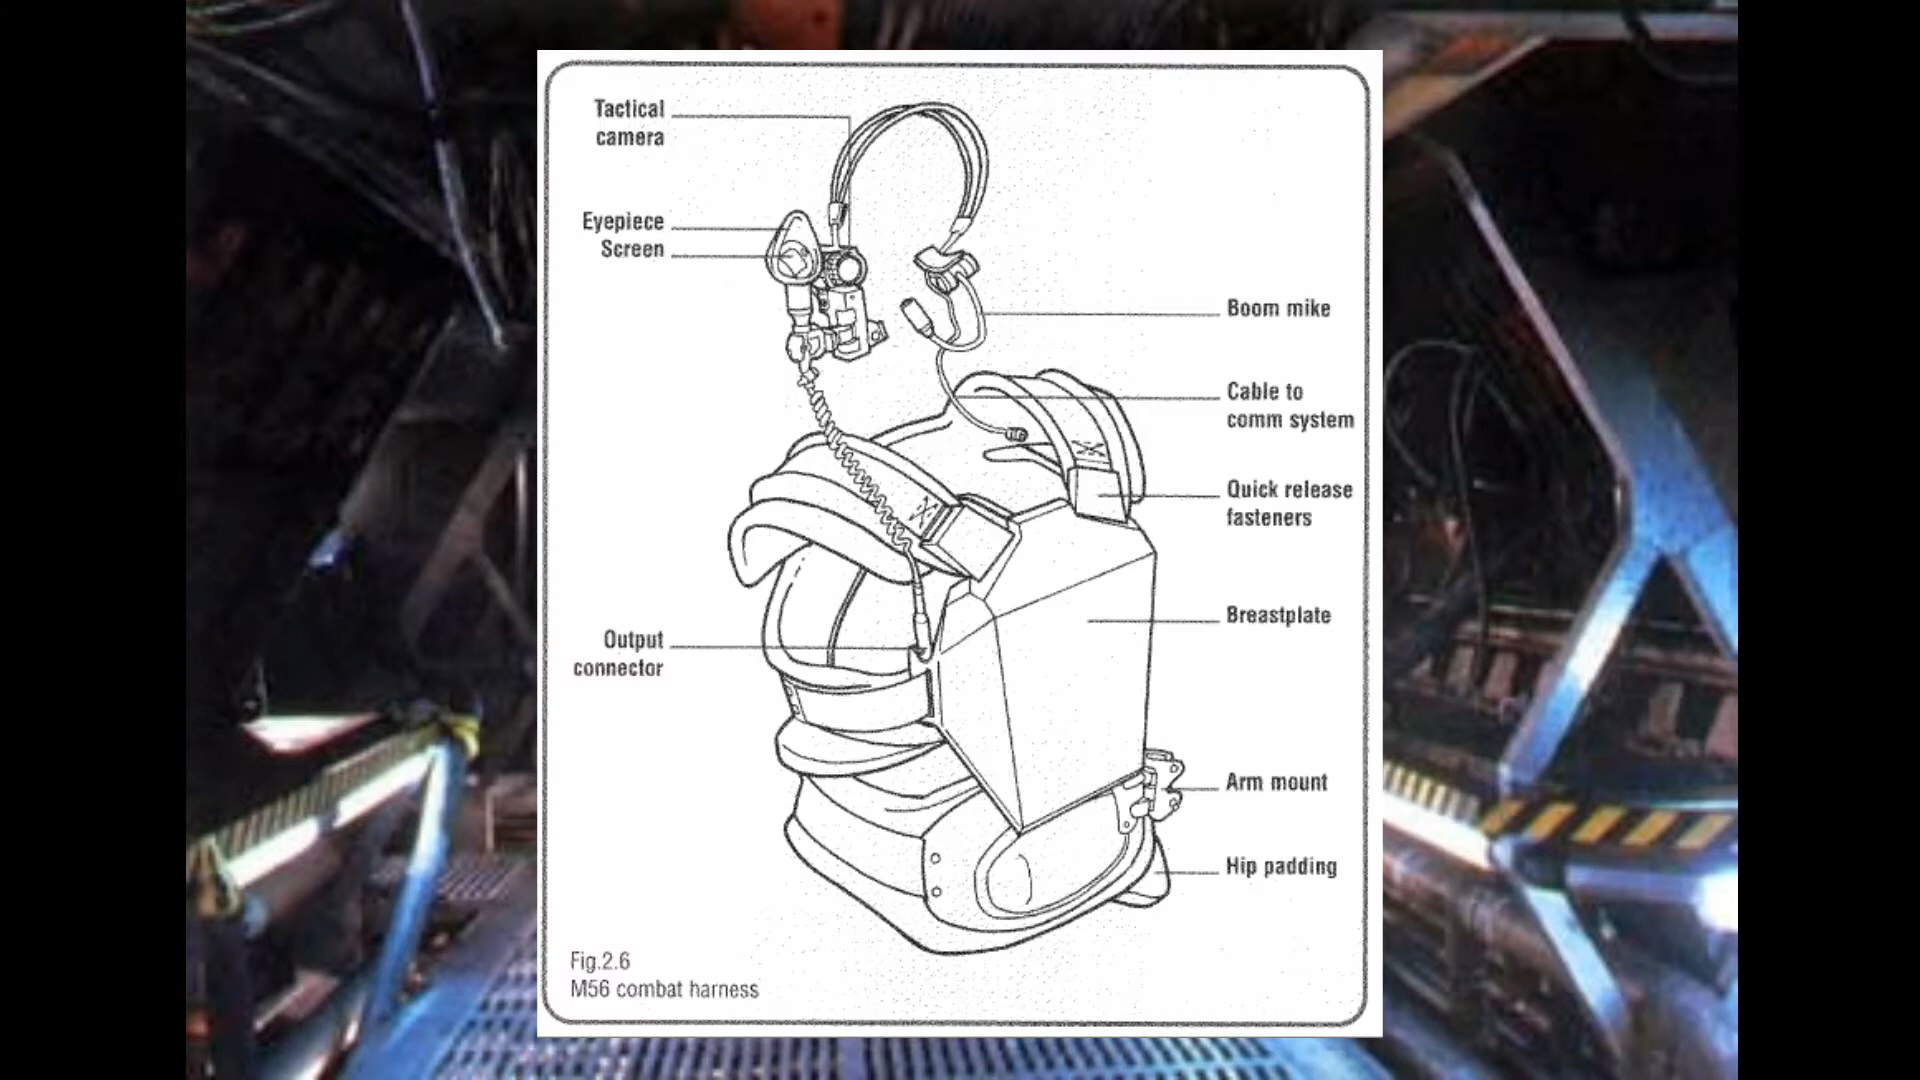 Tactical
camera
Eyepiece
Screen
Boom mike
Cable to
comm system
Quick release
fasteners
Breastplate
Output
connector
Arm mount
Hip padding
Fig.2.6
M56 combat harness